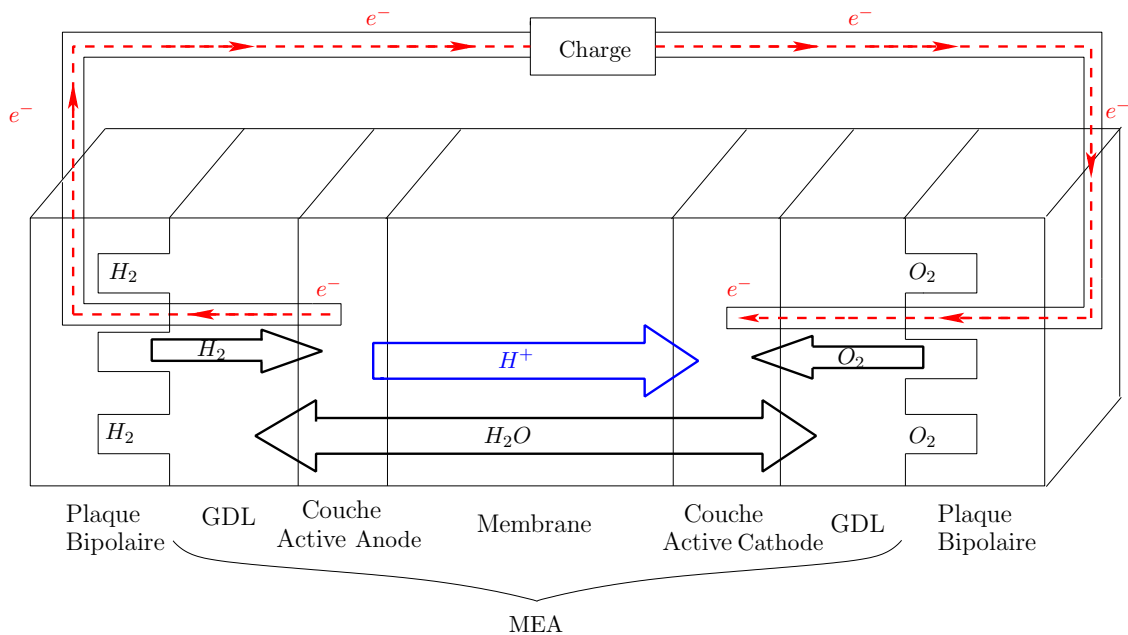 e⁻ e⁻
Charge
e⁻ e⁻
H₂ O₂
e⁻ e⁻
H₂ H⁺ O₂
H₂ H₂O O₂
Plaque
Bipolaire
GDL
Couche
Active Anode
Membrane
Couche
Active Cathode
GDL
Plaque
Bipolaire
MEA